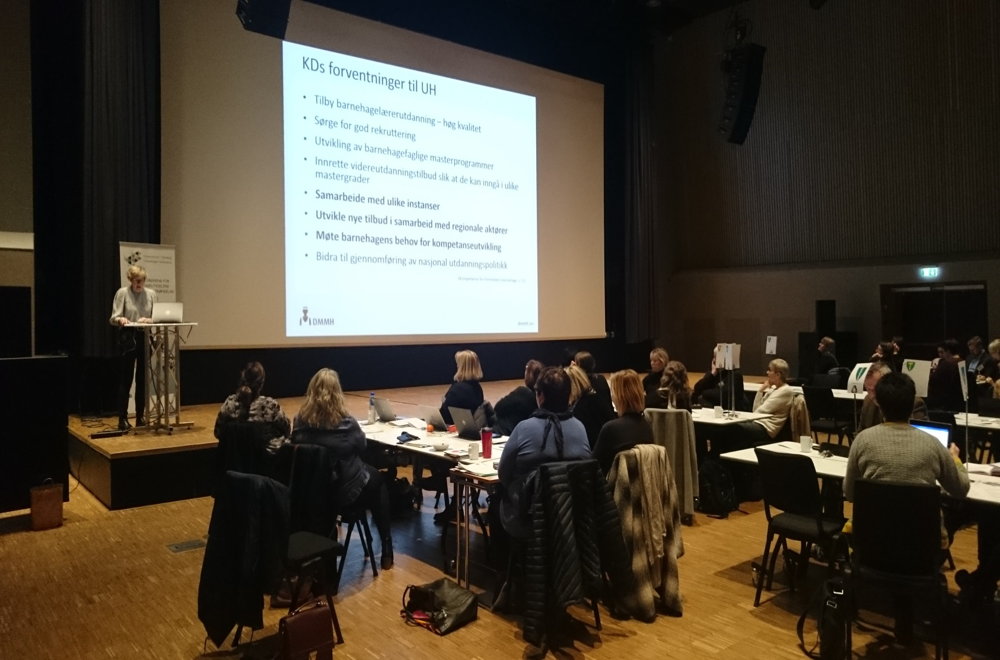 KDs forventninger til UH
• Tilby barnehagelærerutdanning – høg kvalitet
• Sørge for god rekruttering
• Utvikling av barnehagefaglige masterprogrammer
• Innrette videreutdanningstilbud slik at de kan inngå i ulike
mastergrader
• Samarbeide med ulike instanser
• Utvikle nye tilbud i samarbeid med regionale aktører
• Møte barnehagens behov for kompetanseutvikling
• Bidra til gjennomføring av nasjonal utdanningspolitikk
(Kompetanse for fremtidens barnehage
DMMH
dmmh.no